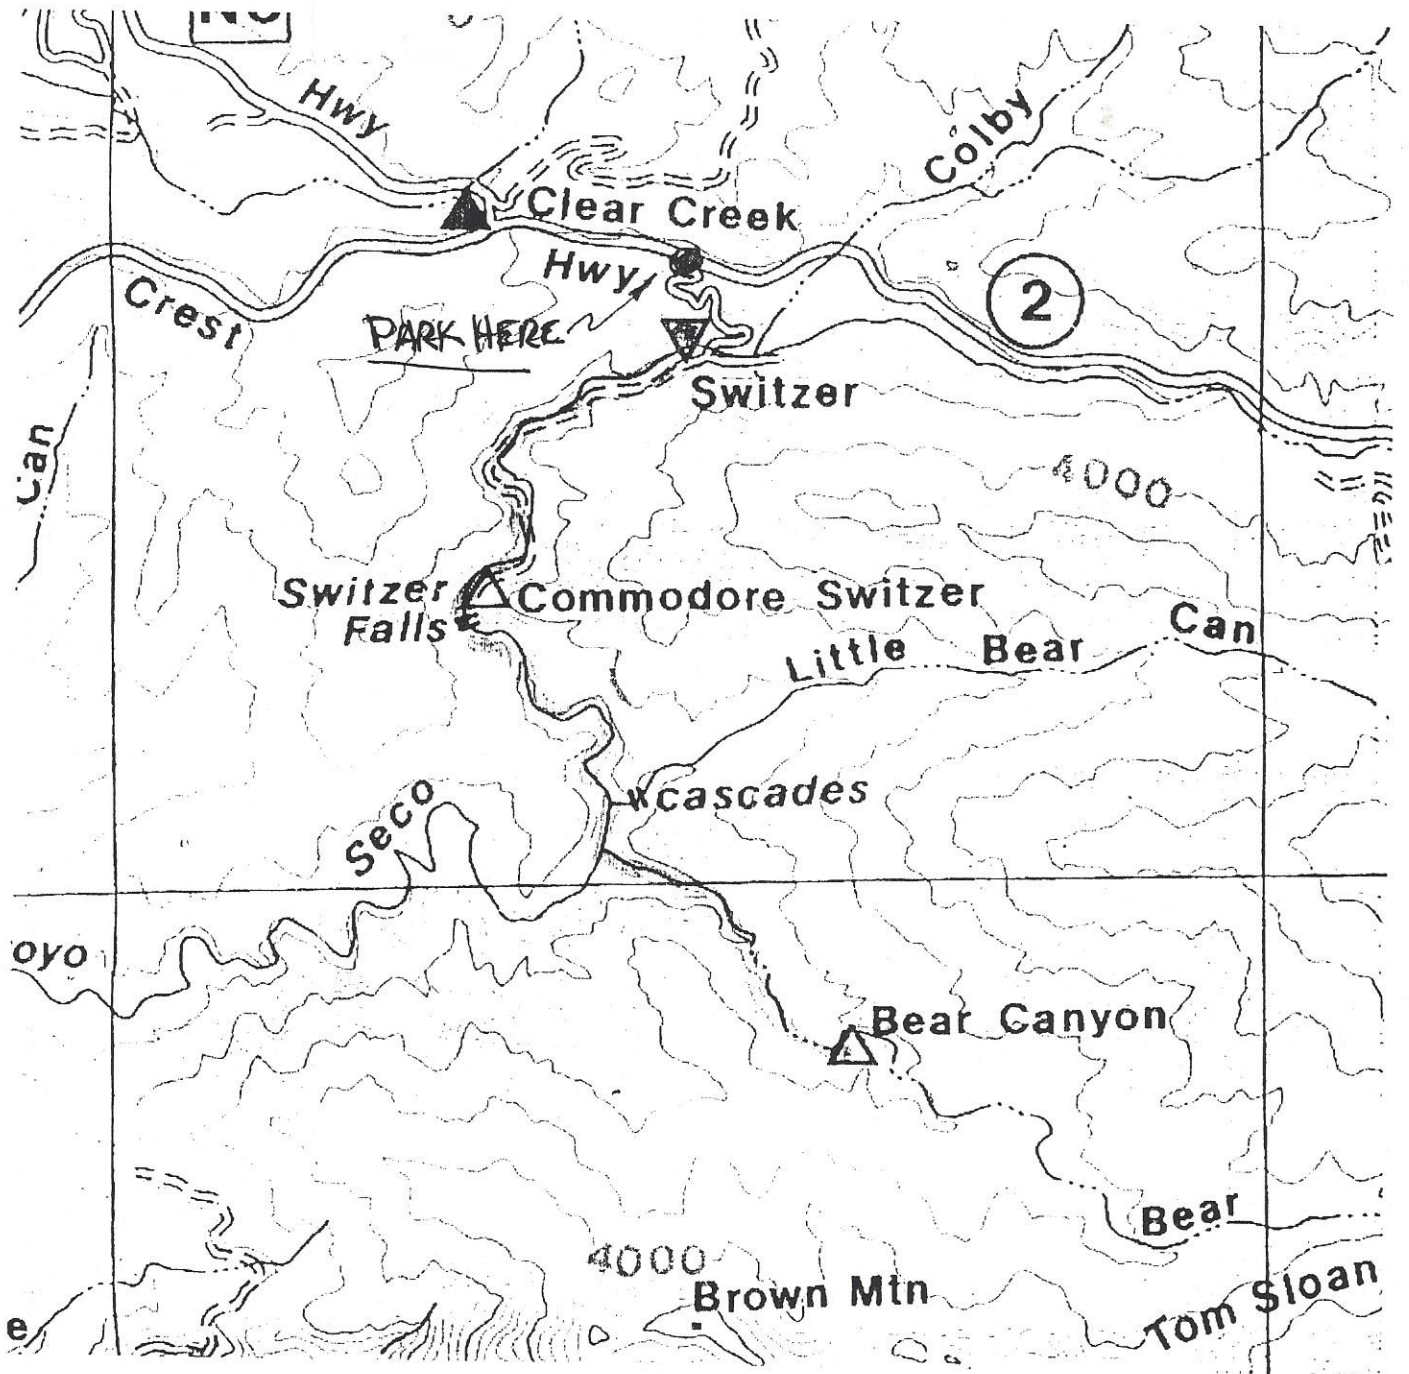 Hwy
Colby
Clear Creek
Hwy
2
Crest
PARK HERE
Switzer
Can
4000
Switzer
Falls
Commodore Switzer
Little Bear Can
cascades
Seco
oyo
Bear Canyon
Bear
4000
Brown Mtn
Tom Sloan
e